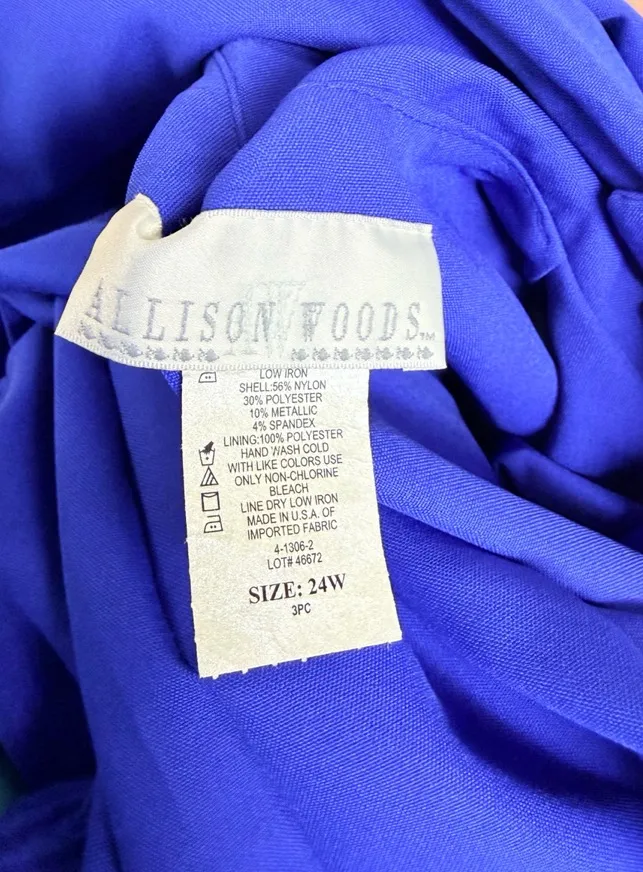 ALLISON WOODS™
LOW IRON
SHELL:56% NYLON
30% POLYESTER
10% METALLIC
4% SPANDEX
LINING:100% POLYESTER
HAND WASH COLD
WITH LIKE COLORS USE
ONLY NON-CHLORINE
BLEACH
LINE DRY LOW IRON
MADE IN U.S.A. OF
IMPORTED FABRIC
4-1306-2
LOT# 46672
SIZE: 24W
3PC